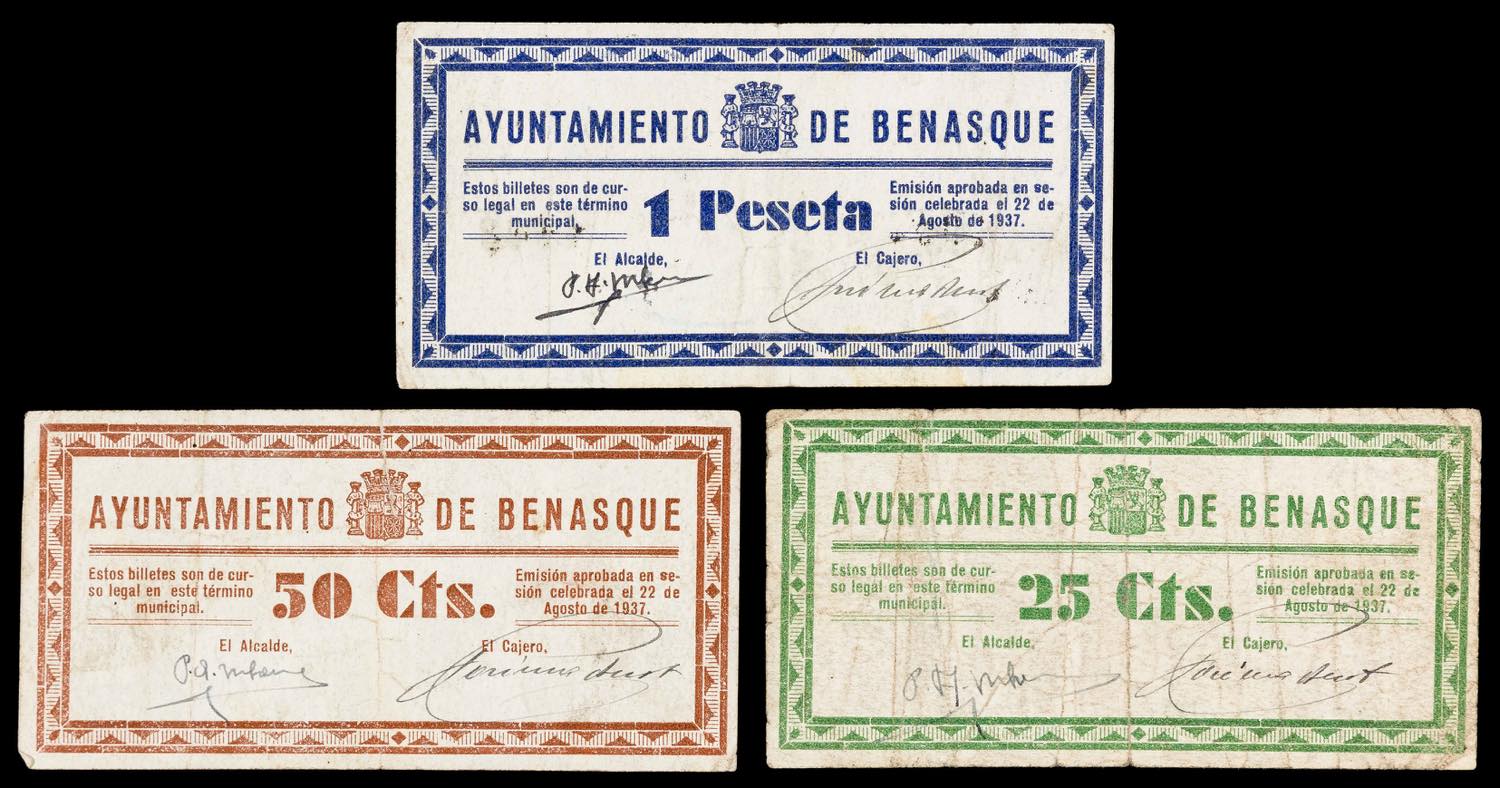 AYUNTAMIENTO DE BENASQUE
Estos billetes son de cur-
so legal en este término
municipal.
1 Peseta
Emisión aprobada en se-
sión celebrada el 22 de
Agosto de 1937.
El Alcalde,
El Cajero,
AYUNTAMIENTO DE BENASQUE
Estos billetes son de cur-
so legal en este término
municipal.
50 Cts.
Emisión aprobada en se-
sión celebrada el 22 de
Agosto de 1937.
El Alcalde,
El Cajero,
AYUNTAMIENTO DE BENASQUE
Estos billetes son de cur-
so legal en este término
municipal.
25 Cts.
Emisión aprobada en se-
sión celebrada el 22 de
Agosto de 1937.
El Alcalde,
El Cajero,